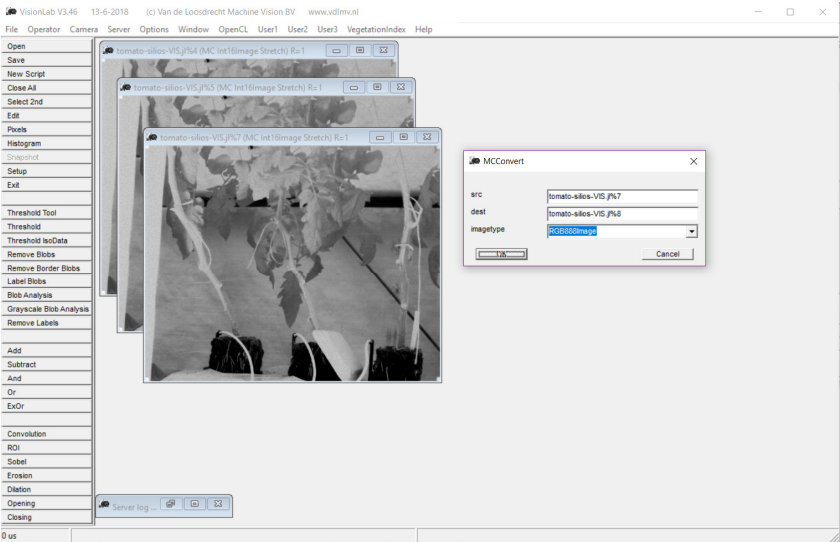 VisionLab V3.46 13-6-2018 (c) Van de Loosdrecht Machine Vision BV www.vdlmv.nl
File Operator Camera Server Options Window OpenCL User1 User2 User3 VegetationIndex Help
Open
Save
New Script
Close All
Select 2nd
Edit
Pixels
Histogram
Snapshot
Setup
Exit
Threshold Tool
Threshold
Threshold IsoData
Remove Blobs
Remove Border Blobs
Label Blobs
Blob Analysis
Grayscale Blob Analysis
Remove Labels
Add
Subtract
And
Or
ExOr
Convolution
ROI
Sobel
Erosion
Dilation
Opening
Closing
0 us
tomato-silios-VIS.jl%4 (MC Int16Image Stretch) R=1
tomato-silios-VIS.jl%5 (MC Int16Image Stretch) R=1
tomato-silios-VIS.jl%7 (MC Int16Image Stretch) R=1
Server log ...
MCConvert
src tomato-silios-VIS.jl%7
dest tomato-silios-VIS.jl%8
imagetype RGB888Image
Cancel